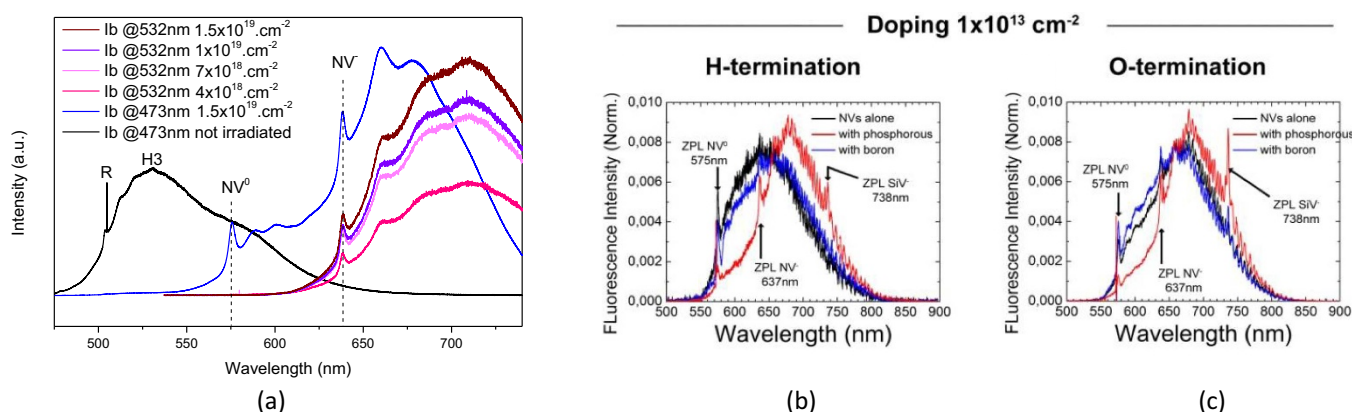 Doping 1x10¹³ cm⁻²
Ib @532nm 1.5x10¹⁹.cm⁻²
Ib @532nm 1x10¹⁹.cm⁻²
Ib @532nm 7x10¹⁸.cm⁻²
Ib @532nm 4x10¹⁸.cm⁻²
Ib @473nm 1.5x10¹⁹.cm⁻²
Ib @473nm not irradiated
NV⁻
R
H3
NV⁰
Intensity (a.u.)
500 550 600 650 700
Wavelength (nm)
(a)
H-termination
0,010
0,008
0,006
0,004
0,002
0,000
FLuorescence Intensity (Norm.)
NVs alone
with phosphorous
with boron
ZPL NV⁰
575nm
ZPL SiV⁻
738nm
ZPL NV⁻
637nm
500 550 600 650 700 750 800 850 900
Wavelength (nm)
(b)
O-termination
0,010
0,008
0,006
0,004
0,002
0,000
FLuorescence Intensity (Norm.)
NVs alone
with phosphorous
with boron
ZPL NV⁰
575nm
ZPL SiV⁻
738nm
ZPL NV⁻
637nm
500 550 600 650 700 750 800 850 900
Wavelength (nm)
(c)